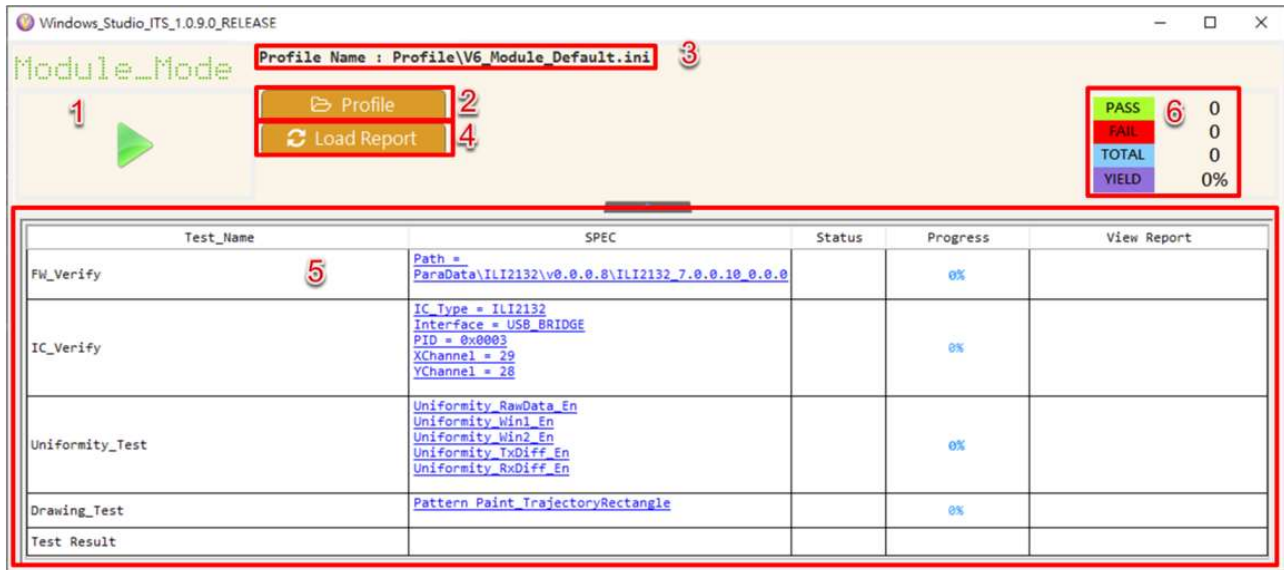 Windows_Studio_ITS_1.0.9.0_RELEASE
Module_Mode
Profile Name : Profile\V6_Module_Default.ini
3
1
Profile
2
Load Report
4
PASS 0
6
FAIL 0
TOTAL 0
YIELD 0%
Test_Name SPEC Status Progress View Report
5
FW_Verify
Path =
ParaData\ILI2132\v0.0.0.8\ILI2132_7.0.0.10_0.0.0
0%
IC_Verify
IC_Type = ILI2132
Interface = USB_BRIDGE
PID = 0x0003
XChannel = 29
YChannel = 28
0%
Uniformity_Test
Uniformity_RawData_En
Uniformity_Win1_En
Uniformity_Win2_En
Uniformity_TxDiff_En
Uniformity_RxDiff_En
0%
Drawing_Test
Pattern Paint_TrajectoryRectangle
0%
Test Result